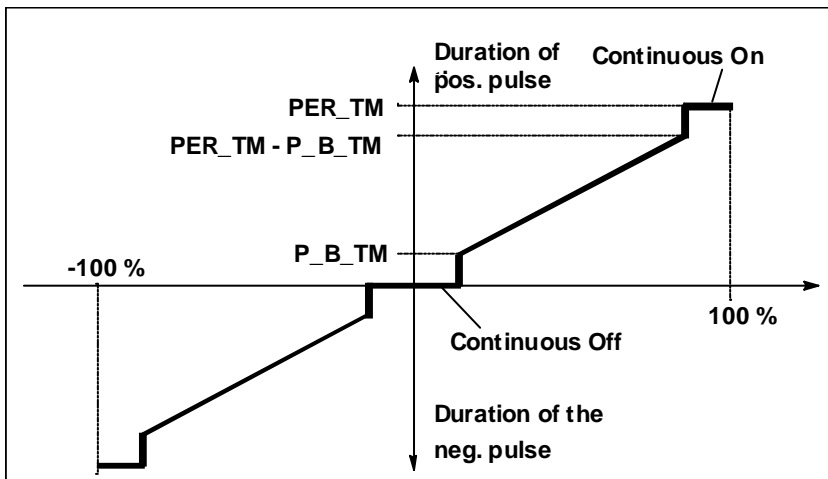 Duration of
pos. pulse
Continuous On
PER_TM
PER_TM - P_B_TM
P_B_TM
-100 %
100 %
Continuous Off
Duration of the
neg. pulse